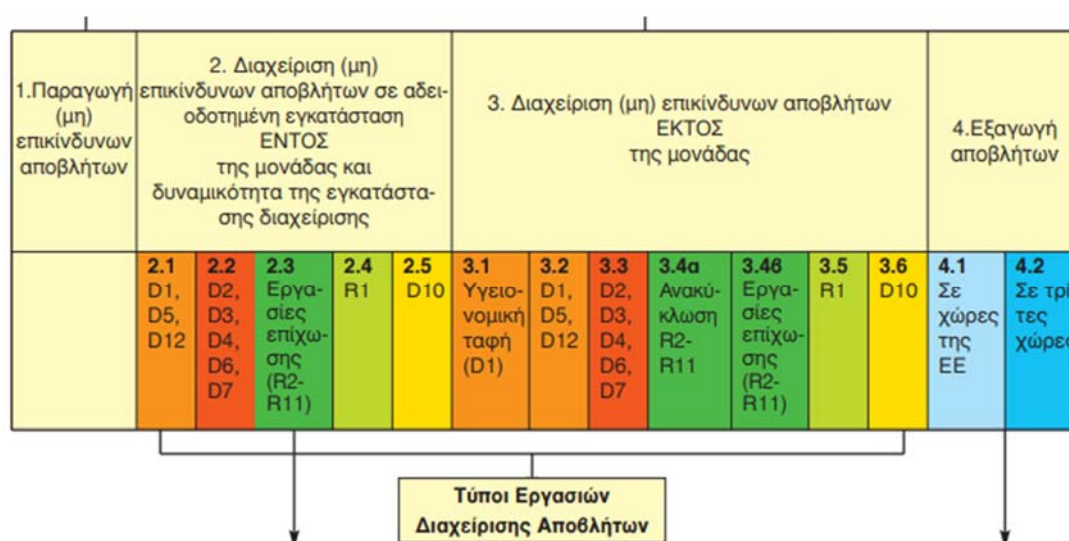 1.Παραγωγή
(μη)
επικίνδυνων
αποβλήτων
2. Διαχείριση (μη)
επικίνδυνων αποβλήτων σε αδει-
οδοτημένη εγκατάσταση
ΕΝΤΟΣ
της μονάδας και
δυναμικότητα της εγκατάστα-
σης διαχείρισης
3. Διαχείριση (μη) επικίνδυνων αποβλήτων
ΕΚΤΟΣ
της μονάδας
4.Εξαγωγή
αποβλήτων
2.1
D1,
D5,
D12
2.2
D2,
D3,
D4,
D6,
D7
2.3
Εργα-
σίες
επίχω-
σης
(R2-
R11)
2.4
R1
2.5
D10
3.1
Υγειο-
νομική
ταφή
(D1)
3.2
D1,
D5,
D12
3.3
D2,
D3,
D4,
D6,
D7
3.4α
Ανακύ-
κλωση
R2-
R11
3.4β
Εργα-
σίες
επίχω-
σης
(R2-
R11)
3.5
R1
3.6
D10
4.1
Σε
χώρες
της
ΕΕ
4.2
Σε τρί
τες
χώρες
Τύποι Εργασιών
Διαχείρισης Αποβλήτων